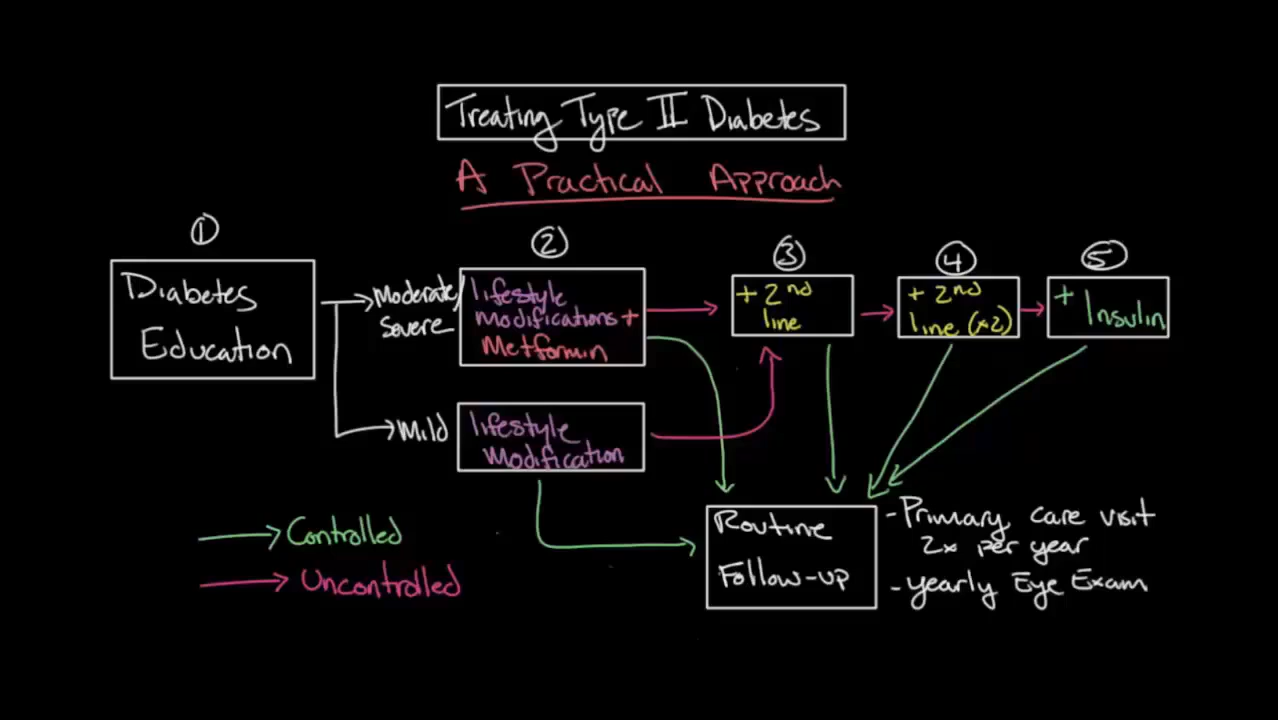 Treating Type II Diabetes
A Practical Approach
1
Diabetes
Education
Moderate/
severe
Mild
2
lifestyle
modifications +
Metformin
lifestyle
modification
3
+ 2nd
line
4
+ 2nd
line (x2)
5
+ Insulin
Routine
Follow-up
- Primary care visit
2x per year
- yearly Eye Exam
Controlled
Uncontrolled